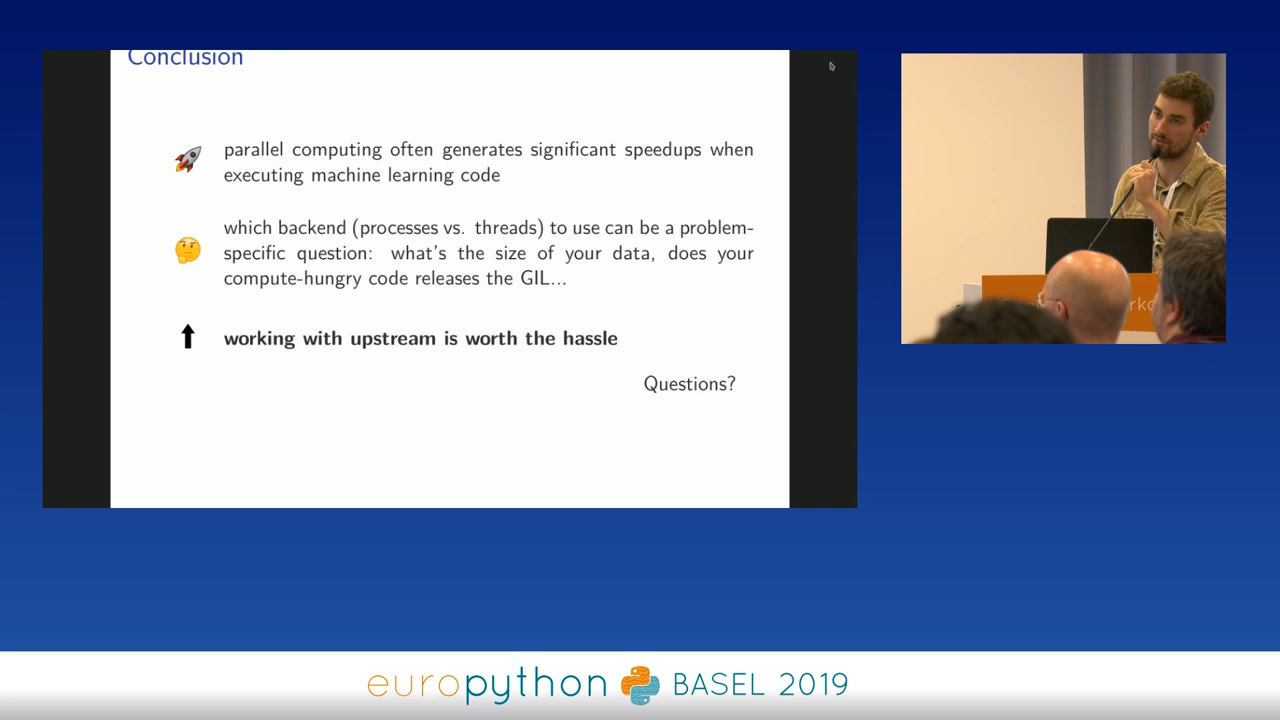 Conclusion
parallel computing often generates significant speedups when
executing machine learning code
which backend (processes vs. threads) to use can be a problem-
specific question: what's the size of your data, does your
compute-hungry code releases the GIL...
working with upstream is worth the hassle
Questions?
europython BASEL 2019